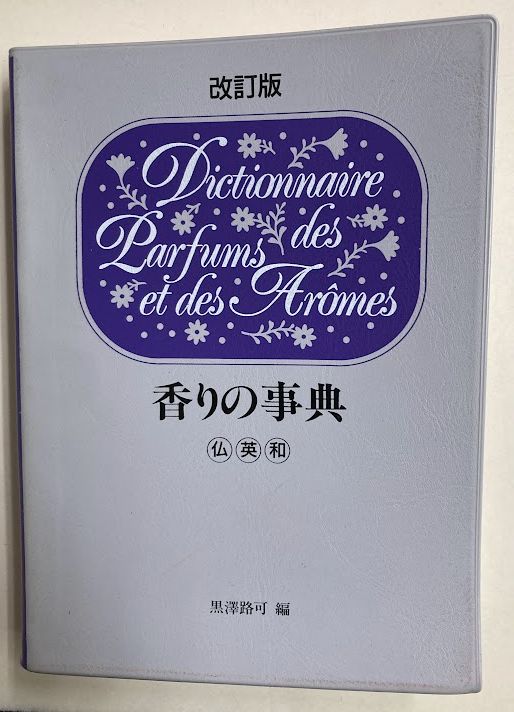 改訂版
Dictionnaire
des
Parfums
et des Arômes
香りの事典
仏 英 和
黒澤路可 編